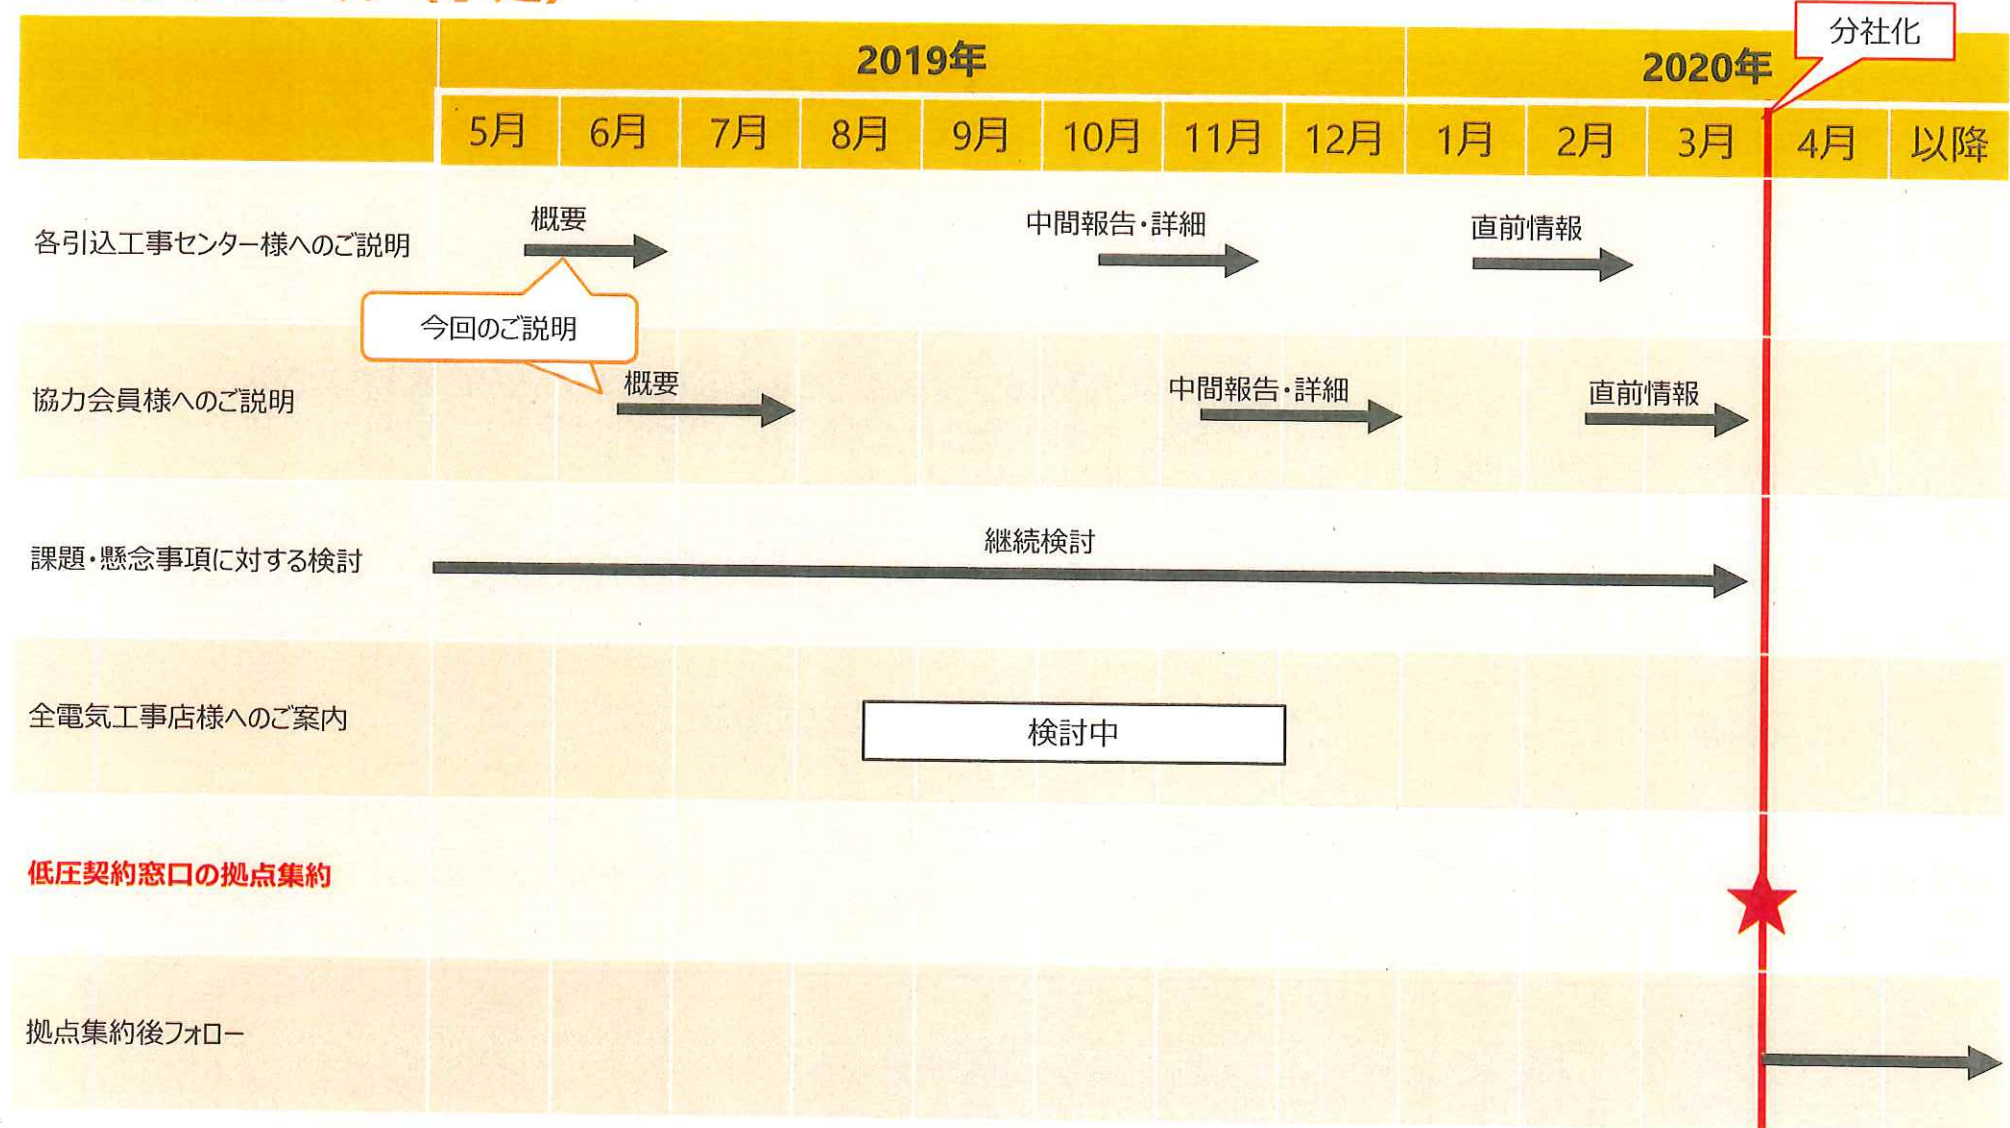 分社化
2019年
2020年
5月 6月 7月 8月 9月 10月 11月 12月 1月 2月 3月 4月 以降
各引込工事センター様へのご説明
概要
中間報告・詳細
直前情報
今回のご説明
協力会員様へのご説明
概要
中間報告・詳細
直前情報
課題・懸念事項に対する検討
継続検討
全電気工事店様へのご案内
検討中
低圧契約窓口の拠点集約
拠点集約後フォロー